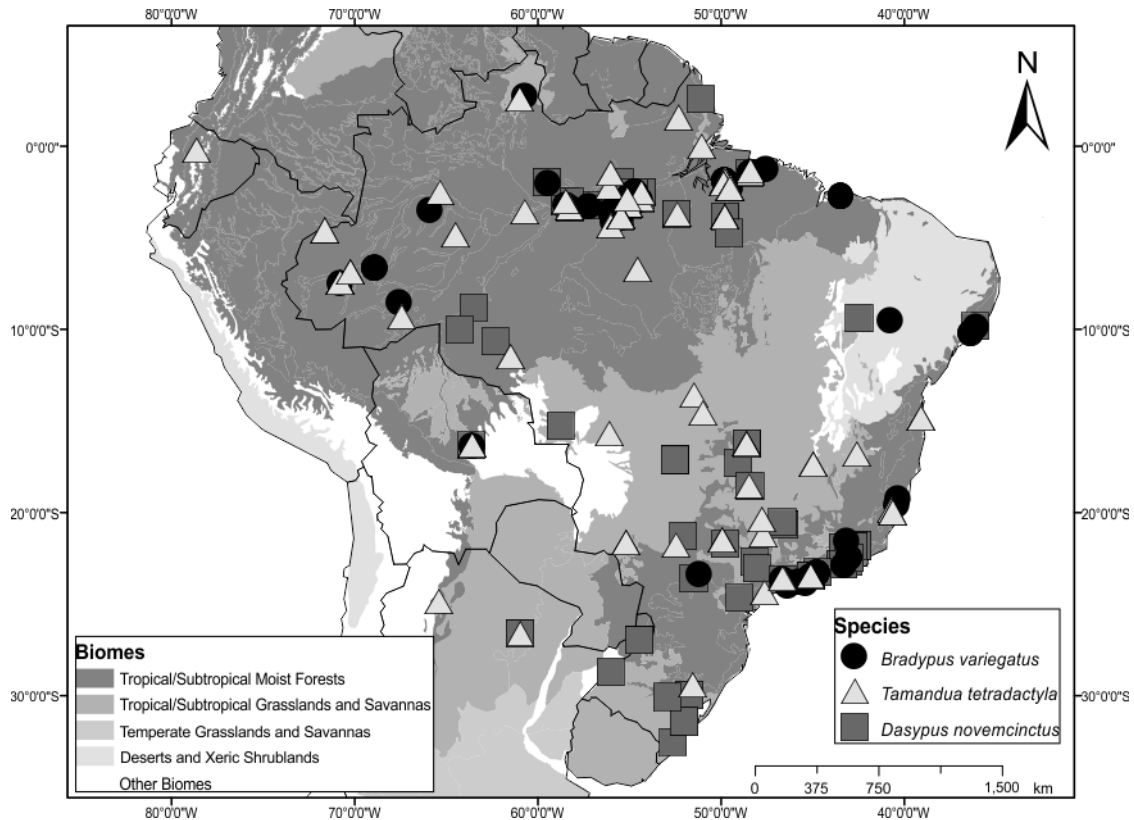 80°0'0"W 70°0'0"W 60°0'0"W 50°0'0"W 40°0'0"W
N
0°0'0" 0°0'0"
10°0'0"S 10°0'0"S
20°0'0"S 20°0'0"S
30°0'0"S 30°0'0"S
Biomes
Tropical/Subtropical Moist Forests
Tropical/Subtropical Grasslands and Savannas
Temperate Grasslands and Savannas
Deserts and Xeric Shrublands
Other Biomes
Species
Bradypus variegatus
Tamandua tetradactyla
Dasypus novemcinctus
0 375 750 1,500 km
80°0'0"W 70°0'0"W 60°0'0"W 50°0'0"W 40°0'0"W